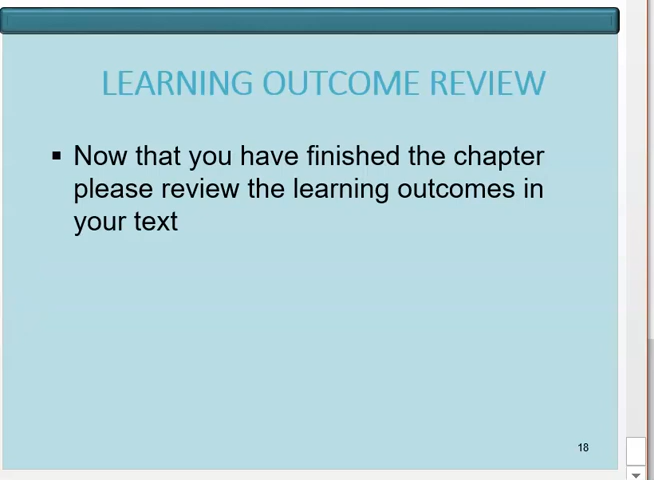 LEARNING OUTCOME REVIEW
▪ Now that you have finished the chapter
please review the learning outcomes in
your text
18